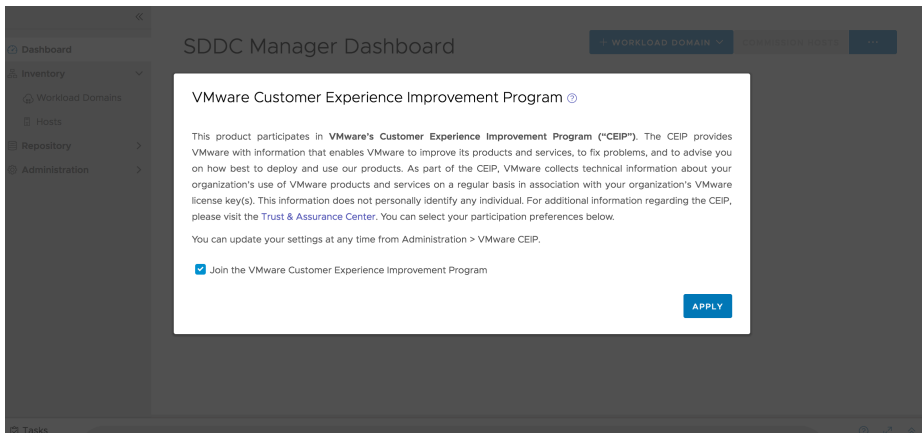 SDDC Manager Dashboard
+ WORKLOAD DOMAIN
COMMISSION HOSTS
Dashboard
Inventory
Workload Domains
Hosts
Repository
Administration
VMware Customer Experience Improvement Program
This product participates in VMware's Customer Experience Improvement Program (“CEIP”). The CEIP provides
VMware with information that enables VMware to improve its products and services, to fix problems, and to advise you
on how best to deploy and use our products. As part of the CEIP, VMware collects technical information about your
organization's use of VMware products and services on a regular basis in association with your organization's VMware
license key(s). This information does not personally identify any individual. For additional information regarding the CEIP,
please visit the Trust & Assurance Center. You can select your participation preferences below.
You can update your settings at any time from Administration > VMware CEIP.
Join the VMware Customer Experience Improvement Program
APPLY
Tasks